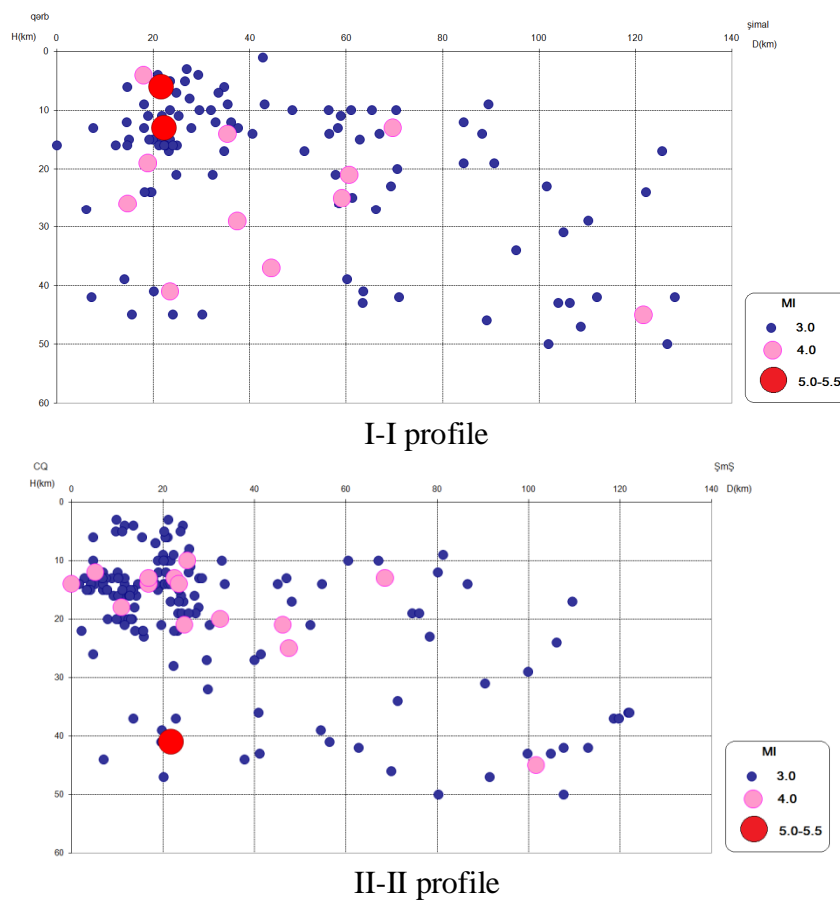 qərb şimal
H(km) D(km)
0 20 40 60 80 100 120 140
0
10
20
30
40
50
60
MI
3.0
4.0
5.0-5.5
I-I profile
CQ ŞmŞ
H(km) 0 20 40 60 80 100 120 140 D(km)
0
10
20
30
40
50
60
MI
3.0
4.0
5.0-5.5
II-II profile